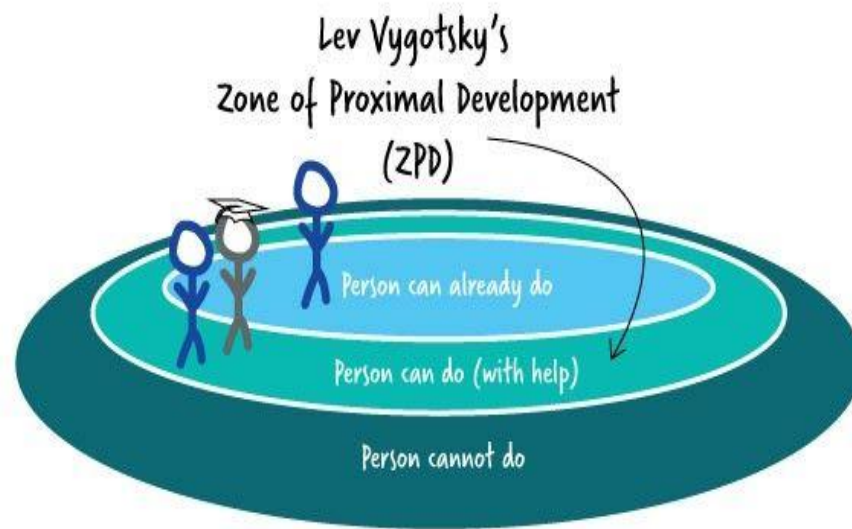 Lev Vygotsky's
Zone of Proximal Development
(ZPD)
Person can already do
Person can do (with help)
Person cannot do